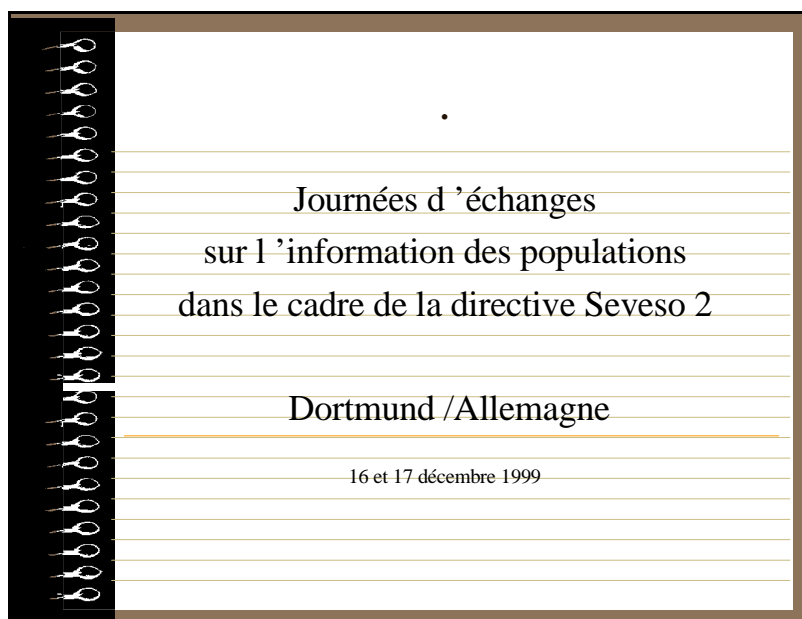 .
Journées d ’échanges
sur l ’information des populations
dans le cadre de la directive Seveso 2
Dortmund /Allemagne
16 et 17 décembre 1999